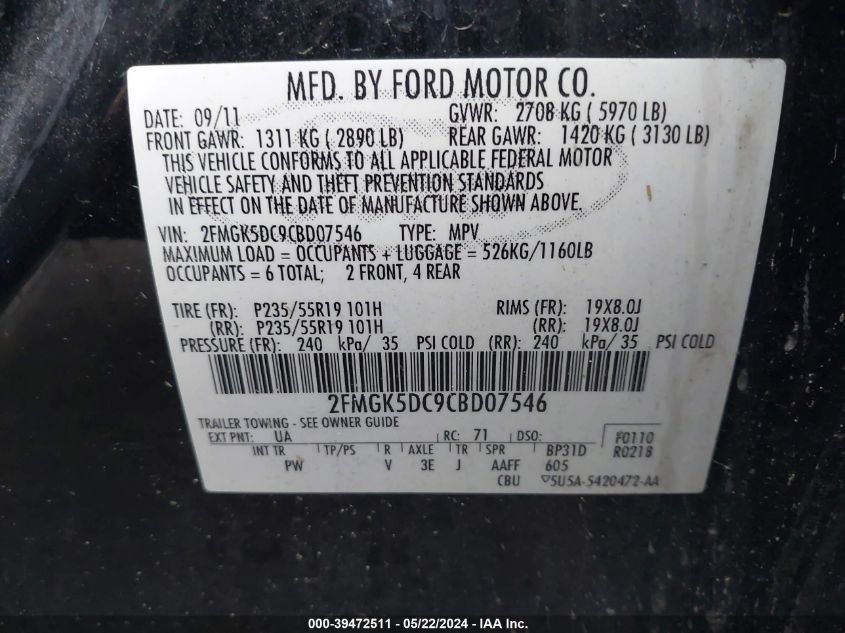 MFD. BY FORD MOTOR CO.
DATE: 09/11 GVWR: 2708 KG ( 5970 LB)
FRONT GAWR: 1311 KG ( 2890 LB) REAR GAWR: 1420 KG ( 3130 LB)
THIS VEHICLE CONFORMS TO ALL APPLICABLE FEDERAL MOTOR
VEHICLE SAFETY AND THEFT PREVENTION STANDARDS
IN EFFECT ON THE DATE OF MANUFACTURE SHOWN ABOVE.
VIN: 2FMGK5DC9CBD07546 TYPE: MPV
MAXIMUM LOAD = OCCUPANTS + LUGGAGE = 526KG/1160LB
OCCUPANTS = 6 TOTAL; 2 FRONT, 4 REAR
TIRE (FR): P235/55R19 101H RIMS (FR): 19X8.0J
(RR): P235/55R19 101H (RR): 19X8.0J
PRESSURE (FR): 240 kPa/ 35 PSI COLD (RR): 240 kPa/ 35 PSI COLD
2FMGK5DC9CBD07546
TRAILER TOWING - SEE OWNER GUIDE
EXT PNT: UA RC: 71 DSO: F0110
INT TR TP/PS R AXLE TR SPR BP31D R0218
PW V 3E J AAFF 605
CBU 5U5A-5420472-AA
000-39472511 - 05/22/2024 - IAA Inc.